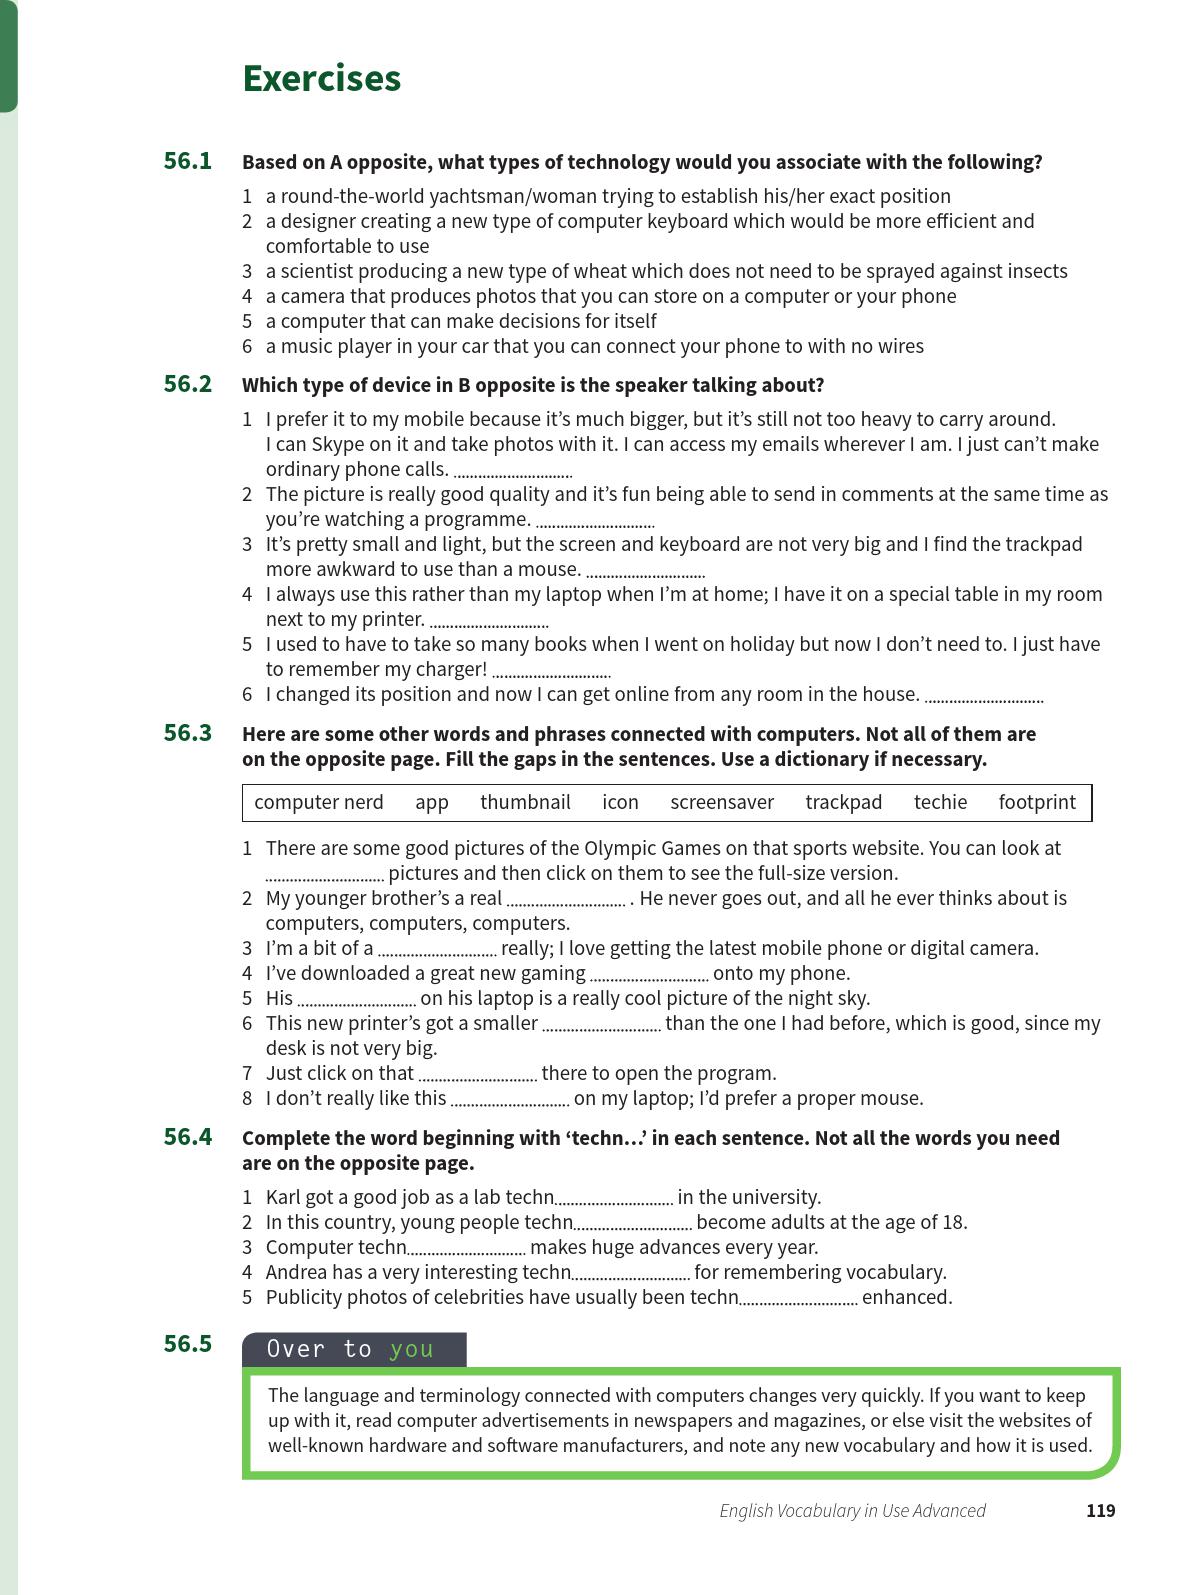 Exercises
56.1 Based on A opposite, what types of technology would you associate with the following?
1 a round-the-world yachtsman/woman trying to establish his/her exact position
2 a designer creating a new type of computer keyboard which would be more efficient and
comfortable to use
3 a scientist producing a new type of wheat which does not need to be sprayed against insects
4 a camera that produces photos that you can store on a computer or your phone
5 a computer that can make decisions for itself
6 a music player in your car that you can connect your phone to with no wires
56.2 Which type of device in B opposite is the speaker talking about?
1 I prefer it to my mobile because it’s much bigger, but it’s still not too heavy to carry around.
I can Skype on it and take photos with it. I can access my emails wherever I am. I just can’t make
ordinary phone calls. .............................
2 The picture is really good quality and it’s fun being able to send in comments at the same time as
you’re watching a programme. .............................
3 It’s pretty small and light, but the screen and keyboard are not very big and I find the trackpad
more awkward to use than a mouse. .............................
4 I always use this rather than my laptop when I’m at home; I have it on a special table in my room
next to my printer. .............................
5 I used to have to take so many books when I went on holiday but now I don’t need to. I just have
to remember my charger! .............................
6 I changed its position and now I can get online from any room in the house. .............................
56.3 Here are some other words and phrases connected with computers. Not all of them are
on the opposite page. Fill the gaps in the sentences. Use a dictionary if necessary.
computer nerd app thumbnail icon screensaver trackpad techie footprint
1 There are some good pictures of the Olympic Games on that sports website. You can look at
............................. pictures and then click on them to see the full-size version.
2 My younger brother’s a real ............................. . He never goes out, and all he ever thinks about is
computers, computers, computers.
3 I’m a bit of a ............................. really; I love getting the latest mobile phone or digital camera.
4 I’ve downloaded a great new gaming ............................. onto my phone.
5 His ............................. on his laptop is a really cool picture of the night sky.
6 This new printer’s got a smaller ............................. than the one I had before, which is good, since my
desk is not very big.
7 Just click on that ............................. there to open the program.
8 I don’t really like this ............................. on my laptop; I’d prefer a proper mouse.
56.4 Complete the word beginning with ‘techn…’ in each sentence. Not all the words you need
are on the opposite page.
1 Karl got a good job as a lab techn............................. in the university.
2 In this country, young people techn............................. become adults at the age of 18.
3 Computer techn............................. makes huge advances every year.
4 Andrea has a very interesting techn............................. for remembering vocabulary.
5 Publicity photos of celebrities have usually been techn............................. enhanced.
56.5 Over to you
The language and terminology connected with computers changes very quickly. If you want to keep
up with it, read computer advertisements in newspapers and magazines, or else visit the websites of
well-known hardware and software manufacturers, and note any new vocabulary and how it is used.
English Vocabulary in Use Advanced 119